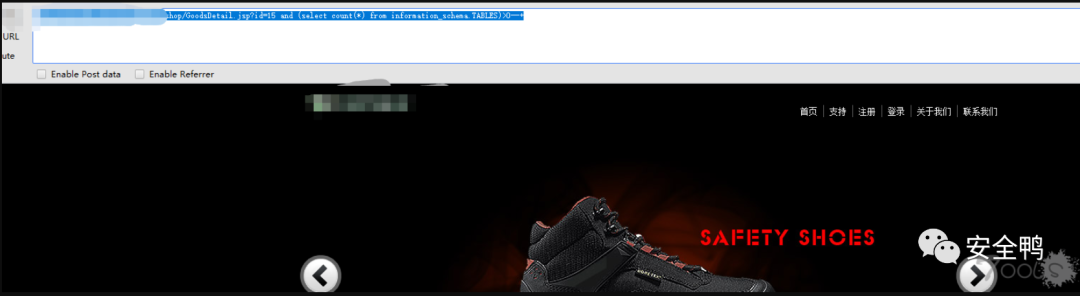 hop/GoodsDetail.jsp?id=15 and (select count(*) from information_schema.TABLES)>0--+
URL
ute
Enable Post data Enable Referrer
首页 支持 注册 登录 关于我们 联系我们
SAFETY SHOES
安全鸭